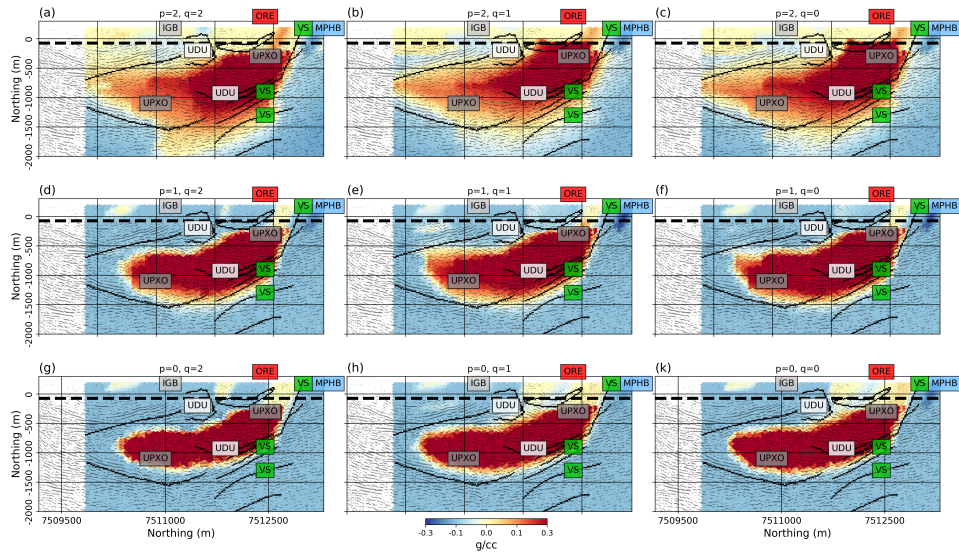 (a) p=2, q=2 IGB ORE VS MPHB
(b) p=2, q=1 IGB ORE VS MPHB
(c) p=2, q=0 IGB ORE VS MPHB
Northing (m)
0
-500
-1000
-1500
-2000
UDU UPXO
UDU UPXO
UDU UPXO
UPXO UDU VS
UPXO UDU VS
UPXO UDU VS
VS
VS
VS
(d) p=1, q=2 IGB ORE VS MPHB
(e) p=1, q=1 IGB ORE VS MPHB
(f) p=1, q=0 IGB ORE VS MPHB
Northing (m)
0
-500
-1000
-1500
-2000
UDU UPXO
UDU UPXO
UDU UPXO
UPXO UDU VS
UPXO UDU VS
UPXO UDU VS
VS
VS
VS
(g) p=0, q=2 IGB ORE VS MPHB
(h) p=0, q=1 IGB ORE VS MPHB
(k) p=0, q=0 IGB ORE VS MPHB
Northing (m)
0
-500
-1000
-1500
-2000
UDU UPXO
UDU UPXO
UDU UPXO
UPXO UDU VS
UPXO UDU VS
UPXO UDU VS
VS
VS
VS
7509500 7511000 7512500
7509500 7511000 7512500
Northing (m)
Northing (m)
-0.3 -0.1 0.0 0.1 0.3
g/cc